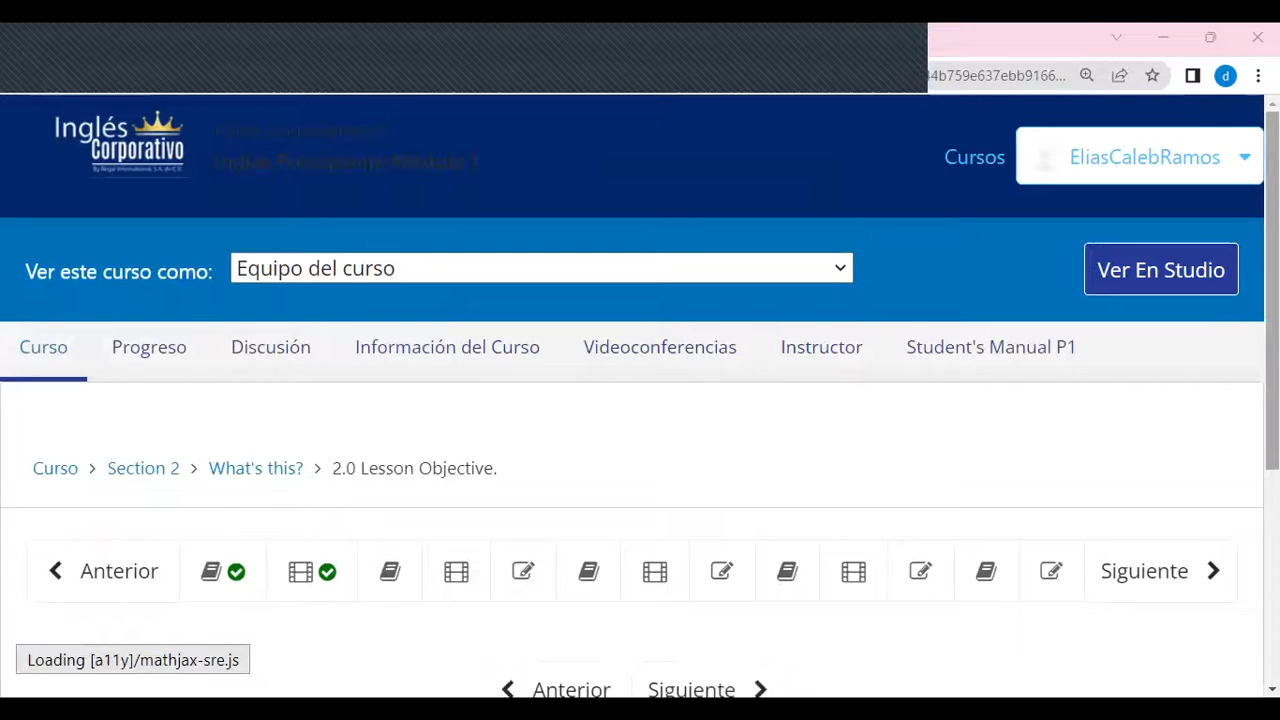 44b759e637ebb9166...
d
Inglés
Corporativo
Cursos
EliasCalebRamos
Ver este curso como:
Equipo del curso
Ver En Studio
Curso
Progreso
Discusión
Información del Curso
Videoconferencias
Instructor
Student's Manual P1
Curso > Section 2 > What's this? > 2.0 Lesson Objective.
Anterior
Siguiente
Loading [a11y]/mathjax-sre.js
Anterior
Siguiente